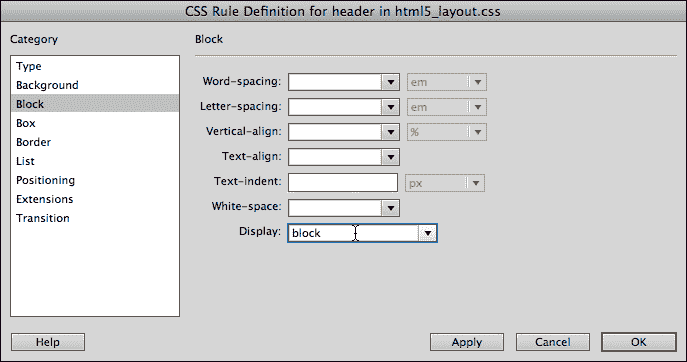 CSS Rule Definition for header in html5_layout.css
Category
Block
Type
Background
Block
Box
Border
List
Positioning
Extensions
Transition
Word-spacing: em
Letter-spacing: em
Vertical-align: %
Text-align:
Text-indent: px
White-space:
Display: block
Help
Apply
Cancel
OK